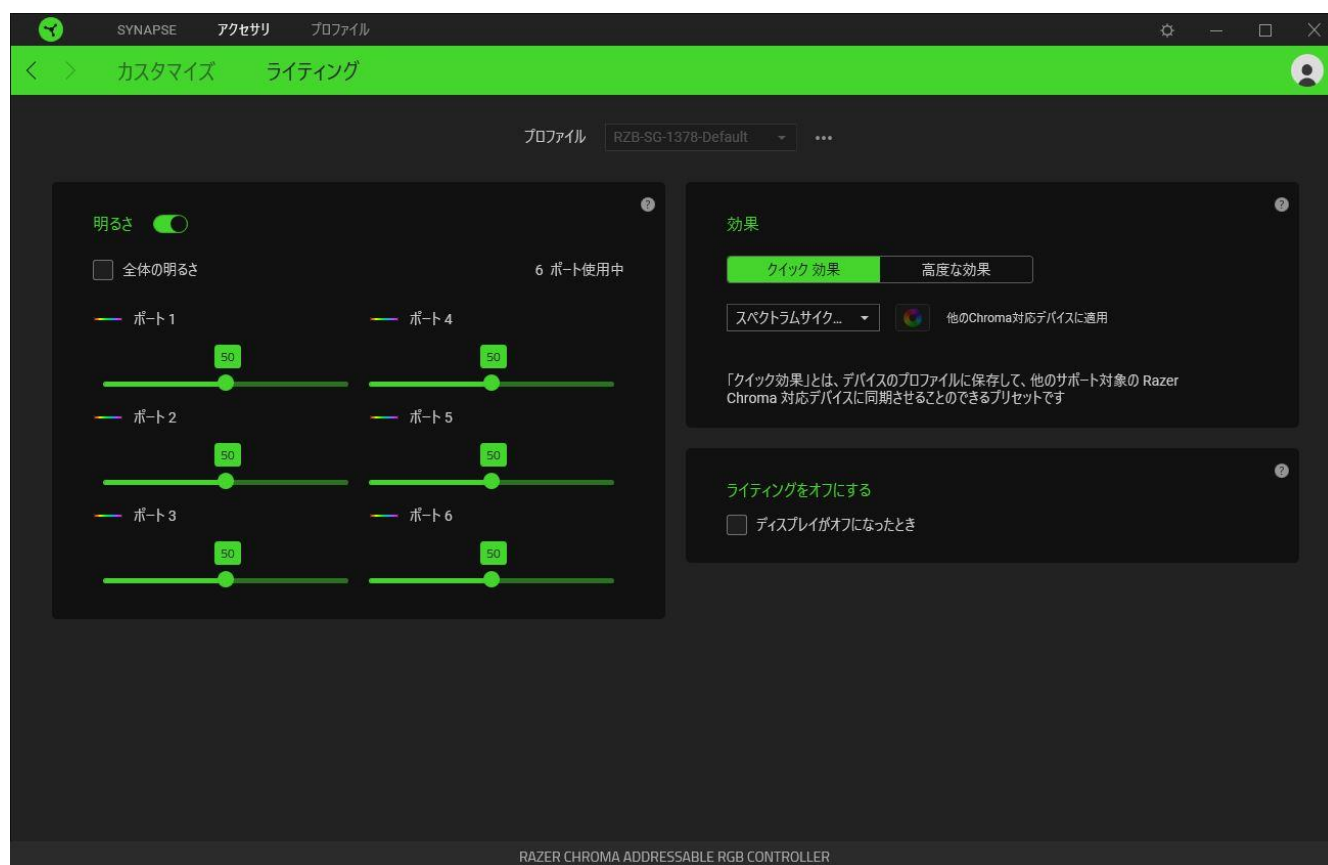 SYNAPSE アクセサリ プロファイル
カスタマイズ ライティング
プロファイル RZB-SG-1378-Default
明るさ
全体の明るさ 6 ポート使用中
ポート 1
50
ポート 4
50
ポート 2
50
ポート 5
50
ポート 3
50
ポート 6
50
効果
クイック 効果 高度な効果
スペクトラムサイク... 他のChroma対応デバイスに適用
「クイック効果」とは、デバイスのプロファイルに保存して、他のサポート対象の Razer
Chroma 対応デバイスに同期させることのできるプリセットです
ライティングをオフにする
ディスプレイがオフになったとき
RAZER CHROMA ADDRESSABLE RGB CONTROLLER